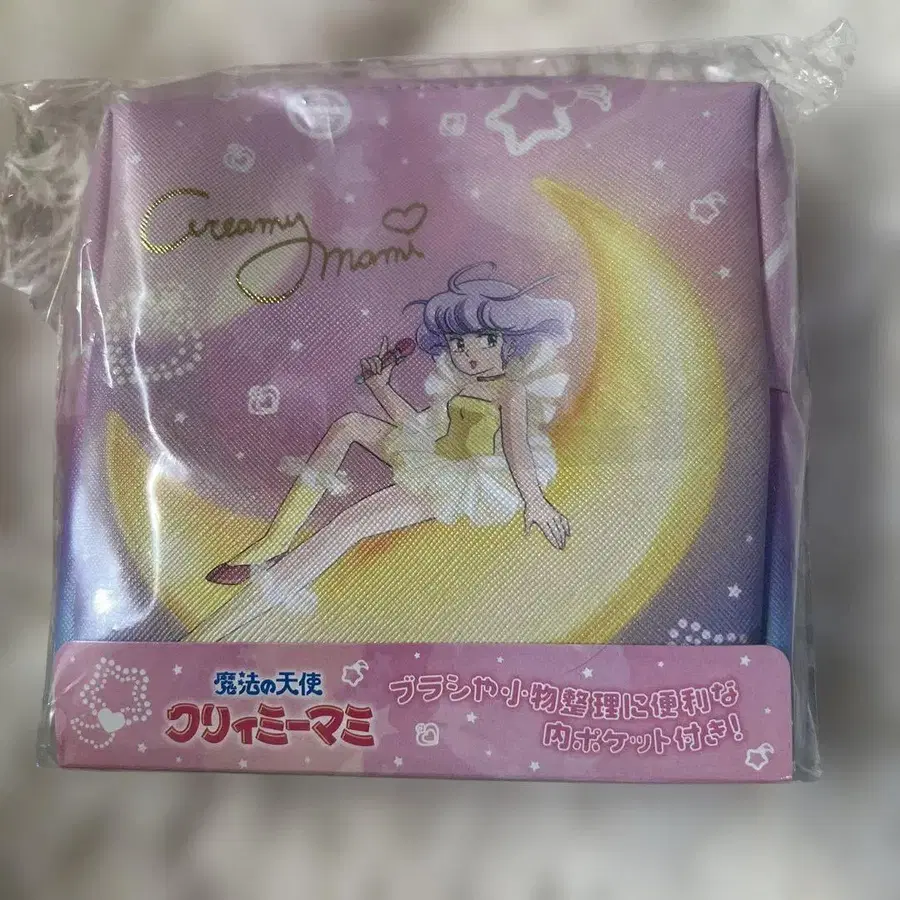 Creamy
mami
魔法の天使
クリィミーマミ
ブラシや小物整理に便利な
内ポケット付き!